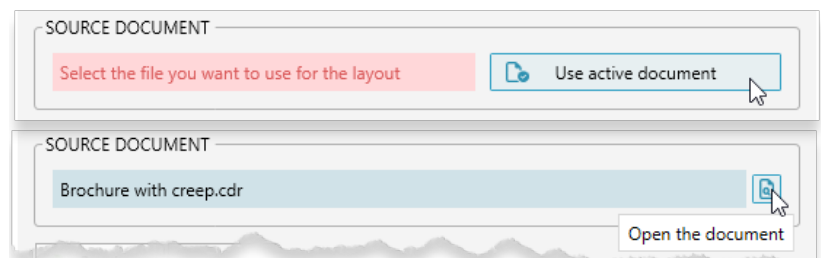 SOURCE DOCUMENT
Select the file you want to use for the layout
Use active document
SOURCE DOCUMENT
Brochure with creep.cdr
Open the document